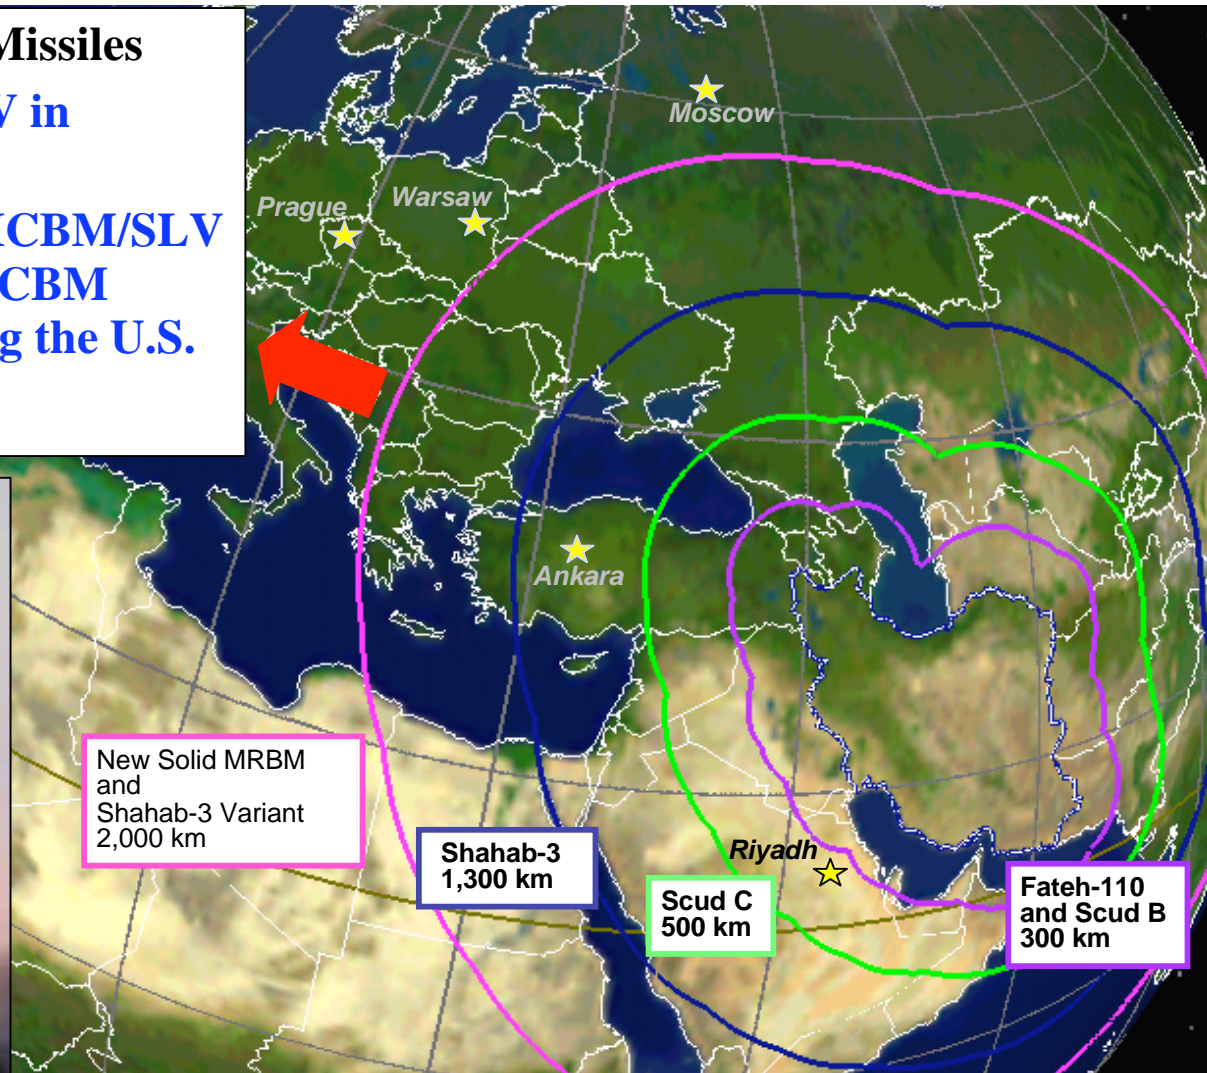 Missiles
V in
ICBM/SLV
CBM
g the U.S.
Moscow
Prague
Warsaw
Ankara
New Solid MRBM
and
Shahab-3 Variant
2,000 km
Shahab-3
1,300 km
Riyadh
Scud C
500 km
Fateh-110
and Scud B
300 km